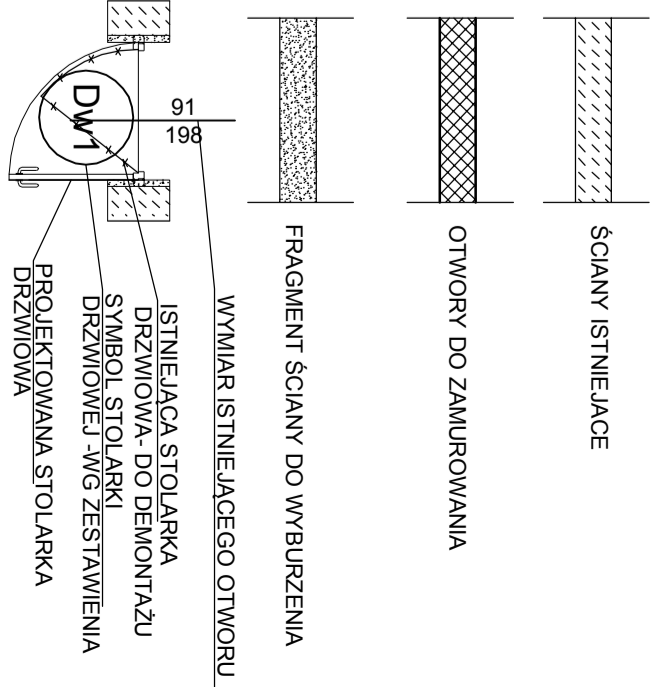 ŚCIANY ISTNIEJACE
OTWORY DO ZAMUROWANIA
FRAGMENT ŚCIANY DO WYBURZENIA
91
198
DW1
WYMIAR ISTNIEJĄCEGO OTWORU
ISTNIEJĄCA STOLARKA
DRZWIOWA- DO DEMONTAŻU
SYMBOL STOLARKI
DRZWIOWEJ -WG ZESTAWIENIA
PROJEKTOWANA STOLARKA
DRZWIOWA